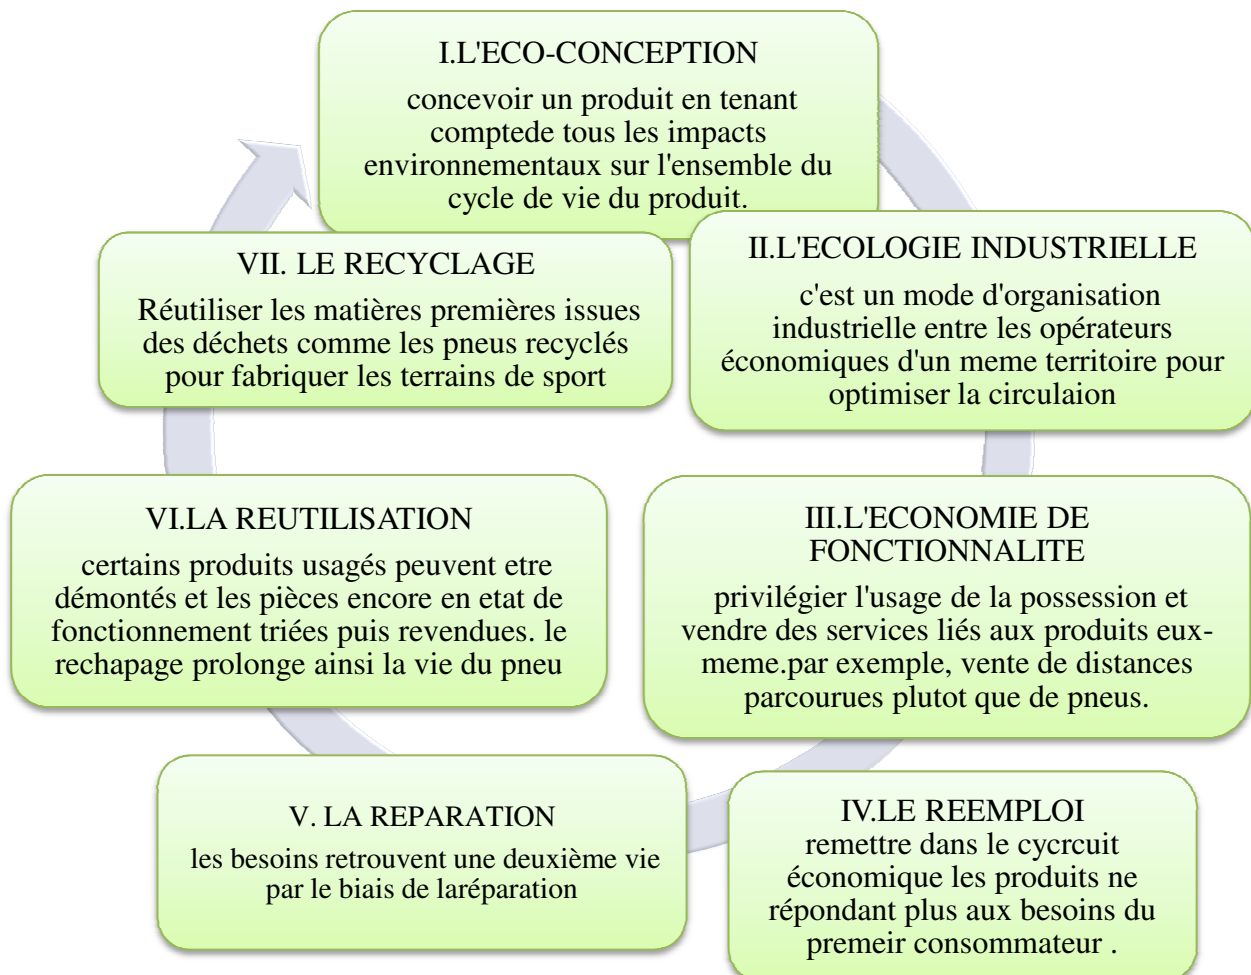 I.L'ECO-CONCEPTION
concevoir un produit en tenant
comptede tous les impacts
environnementaux sur l'ensemble du
cycle de vie du produit.
II.L'ECOLOGIE INDUSTRIELLE
c'est un mode d'organisation
industrielle entre les opérateurs
économiques d'un meme territoire pour
optimiser la circulaion
III.L'ECONOMIE DE
FONCTIONNALITE
privilégier l'usage de la possession et
vendre des services liés aux produits eux-
meme.par exemple, vente de distances
parcourues plutot que de pneus.
IV.LE REEMPLOI
remettre dans le cycrcuit
économique les produits ne
répondant plus aux besoins du
premeir consommateur .
V. LA REPARATION
les besoins retrouvent une deuxième vie
par le biais de laréparation
VI.LA REUTILISATION
certains produits usagés peuvent etre
démontés et les pièces encore en etat de
fonctionnement triées puis revendues. le
rechapage prolonge ainsi la vie du pneu
VII. LE RECYCLAGE
Réutiliser les matières premières issues
des déchets comme les pneus recyclés
pour fabriquer les terrains de sport